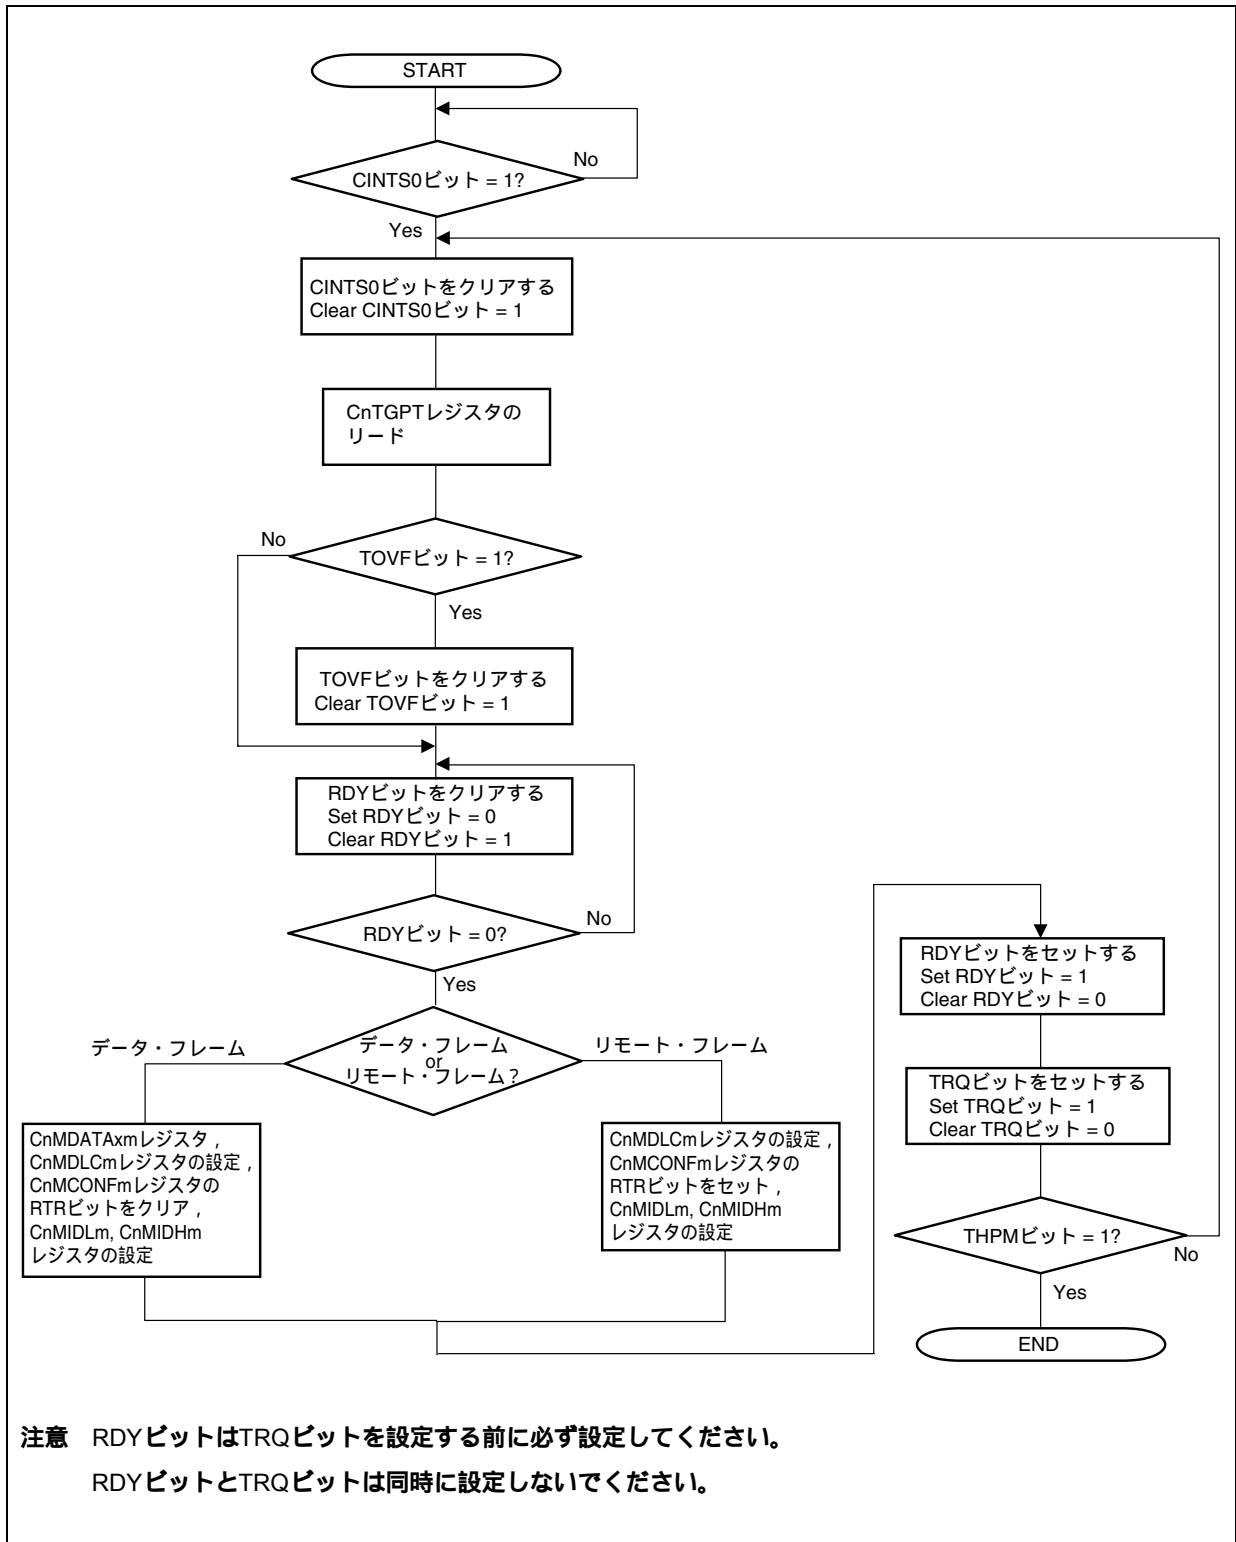 START
No
CINTS0ビット = 1?
Yes
CINTS0ビットをクリアする
Clear CINTS0ビット = 1
CnTGPTレジスタの
リード
No
TOVFビット = 1?
Yes
TOVFビットをクリアする
Clear TOVFビット = 1
RDYビットをクリアする
Set RDYビット = 0
Clear RDYビット = 1
No
RDYビット = 0?
Yes
データ・フレーム
データ・フレーム
or
リモート・フレーム？
リモート・フレーム
CnMDATAxmレジスタ，
CnMDLCmレジスタの設定，
CnMCONFmレジスタの
RTRビットをクリア，
CnMIDLm, CnMIDHm
レジスタの設定
CnMDLCmレジスタの設定，
CnMCONFmレジスタの
RTRビットをセット，
CnMIDLm, CnMIDHm
レジスタの設定
RDYビットをセットする
Set RDYビット = 1
Clear RDYビット = 0
TRQビットをセットする
Set TRQビット = 1
Clear TRQビット = 0
THPMビット = 1?
No
Yes
END
注意 RDYビットはTRQビットを設定する前に必ず設定してください。
RDYビットとTRQビットは同時に設定しないでください。